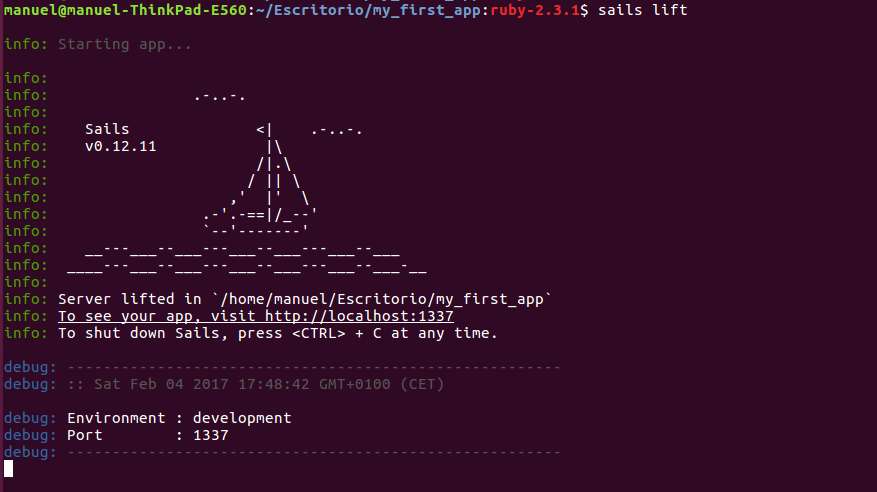 manuel@manuel-ThinkPad-E560:~/Escritorio/my_first_app:ruby-2.3.1$ sails lift
info: Starting app...
info:
info:                .-..-.
info:
info:    Sails              <|    .-..-.
info:    v0.12.11            |\
info:                       /|.\
info:                      / || \
info:                    ,'  |'  \
info:                 .-'.-==|/_--'
info:                 `--'-------'
info:    __---___--___---___--___---___--___
info:  ____---___--___---___--___---___--___-__
info:
info: Server lifted in `/home/manuel/Escritorio/my_first_app`
info: To see your app, visit http://localhost:1337
info: To shut down Sails, press <CTRL> + C at any time.
debug: -------------------------------------------------------
debug: :: Sat Feb 04 2017 17:48:42 GMT+0100 (CET)
debug: Environment : development
debug: Port        : 1337
debug: -------------------------------------------------------